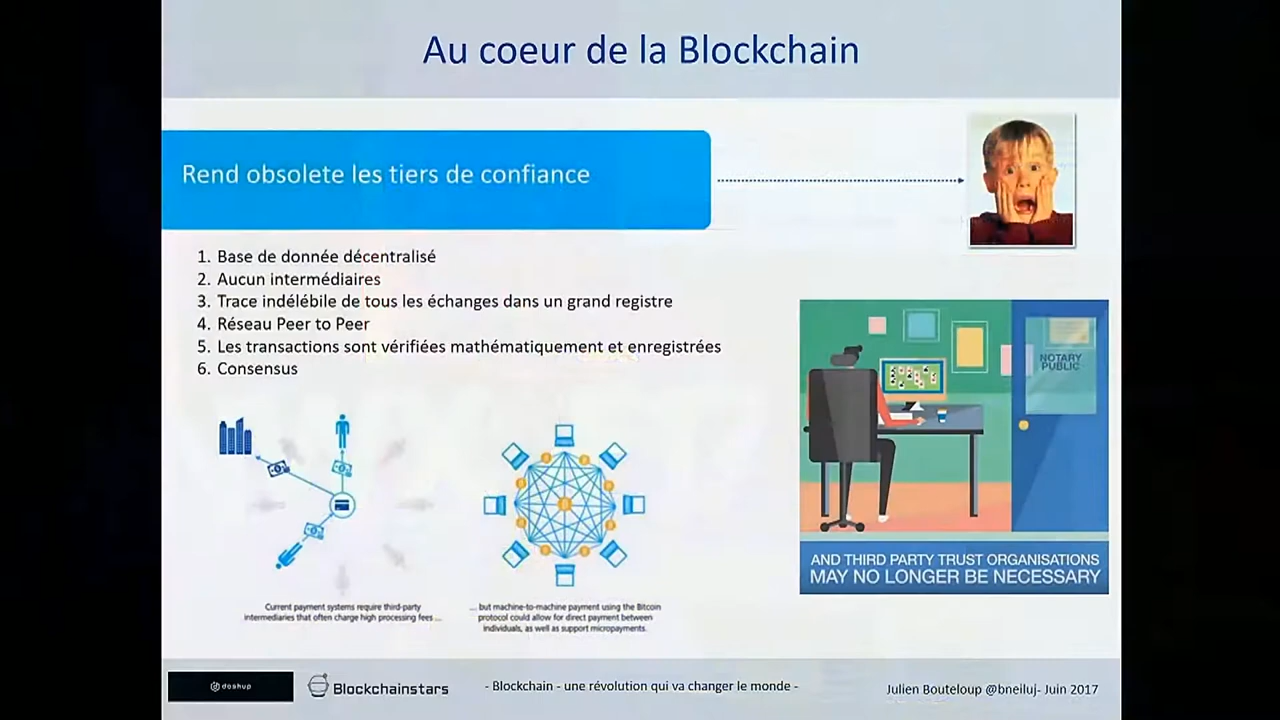 Au coeur de la Blockchain
Rend obsolete les tiers de confiance
1. Base de donnée décentralisé
2. Aucun intermédiaires
3. Trace indélébile de tous les échanges dans un grand registre
4. Réseau Peer to Peer
5. Les transactions sont vérifiées mathématiquement et enregistrées
6. Consensus
NOTARY
PUBLIC
AND THIRD PARTY TRUST ORGANISATIONS
MAY NO LONGER BE NECESSARY
Current payment systems require third-party
intermediaries that often charge high processing fees ...
... but machine-to-machine payment using the Bitcoin
protocol could allow for direct payment between
individuals, as well as support micropayments.
doshup
Blockchainstars
- Blockchain - une révolution qui va changer le monde -
Julien Bouteloup @bneiluj- Juin 2017